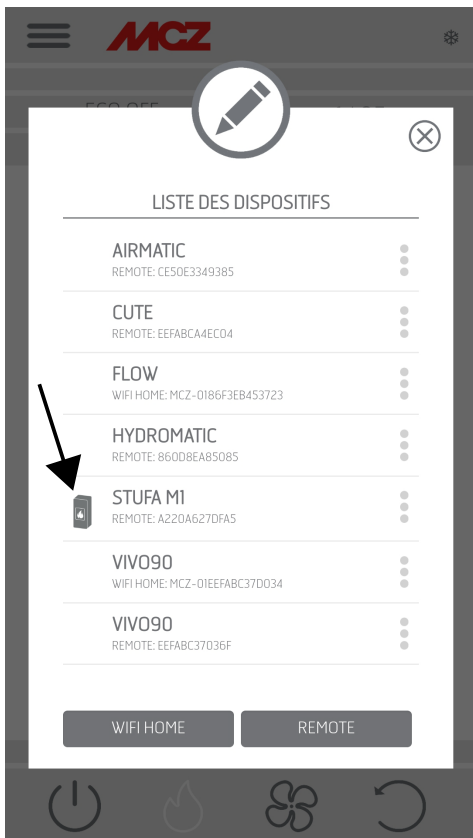 MCZ
LISTE DES DISPOSITIFS
AIRMATIC
REMOTE: CE50E3349385
CUTE
REMOTE: EEFABCA4EC04
FLOW
WIFI HOME: MCZ-0186F3EB453723
HYDROMATIC
REMOTE: 860D8EA85085
STUFA M1
REMOTE: A220A627DFA5
VIVO90
WIFI HOME: MCZ-01EEFABC37D034
VIVO90
REMOTE: EEFABC37036F
WIFI HOME
REMOTE